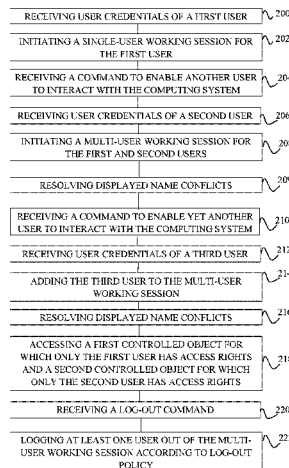 RECEIVING USER CREDENTIALS OF A FIRST USER
200
INITIATING A SINGLE-USER WORKING SESSION FOR
THE FIRST USER
202
RECEIVING A COMMAND TO ENABLE ANOTHER USER
TO INTERACT WITH THE COMPUTING SYSTEM
204
RECEIVING USER CREDENTIALS OF A SECOND USER
206
INITIATING A MULTI-USER WORKING SESSION FOR
THE FIRST AND SECOND USERS
208
RESOLVING DISPLAYED NAME CONFLICTS
209
RECEIVING A COMMAND TO ENABLE YET ANOTHER
USER TO INTERACT WITH THE COMPUTING SYSTEM
210
RECEIVING USER CREDENTIALS OF A THIRD USER
212
ADDING THE THIRD USER TO THE MULTI-USER
WORKING SESSION
214
RESOLVING DISPLAYED NAME CONFLICTS
216
ACCESSING A FIRST CONTROLLED OBJECT FOR
WHICH ONLY THE FIRST USER HAS ACCESS RIGHTS
AND A SECOND CONTROLLED OBJECT FOR WHICH
ONLY THE SECOND USER HAS ACCESS RIGHTS
218
RECEIVING A LOG-OUT COMMAND
220
LOGGING AT LEAST ONE USER OUT OF THE MULTI-
USER WORKING SESSION ACCORDING TO LOG-OUT
POLICY